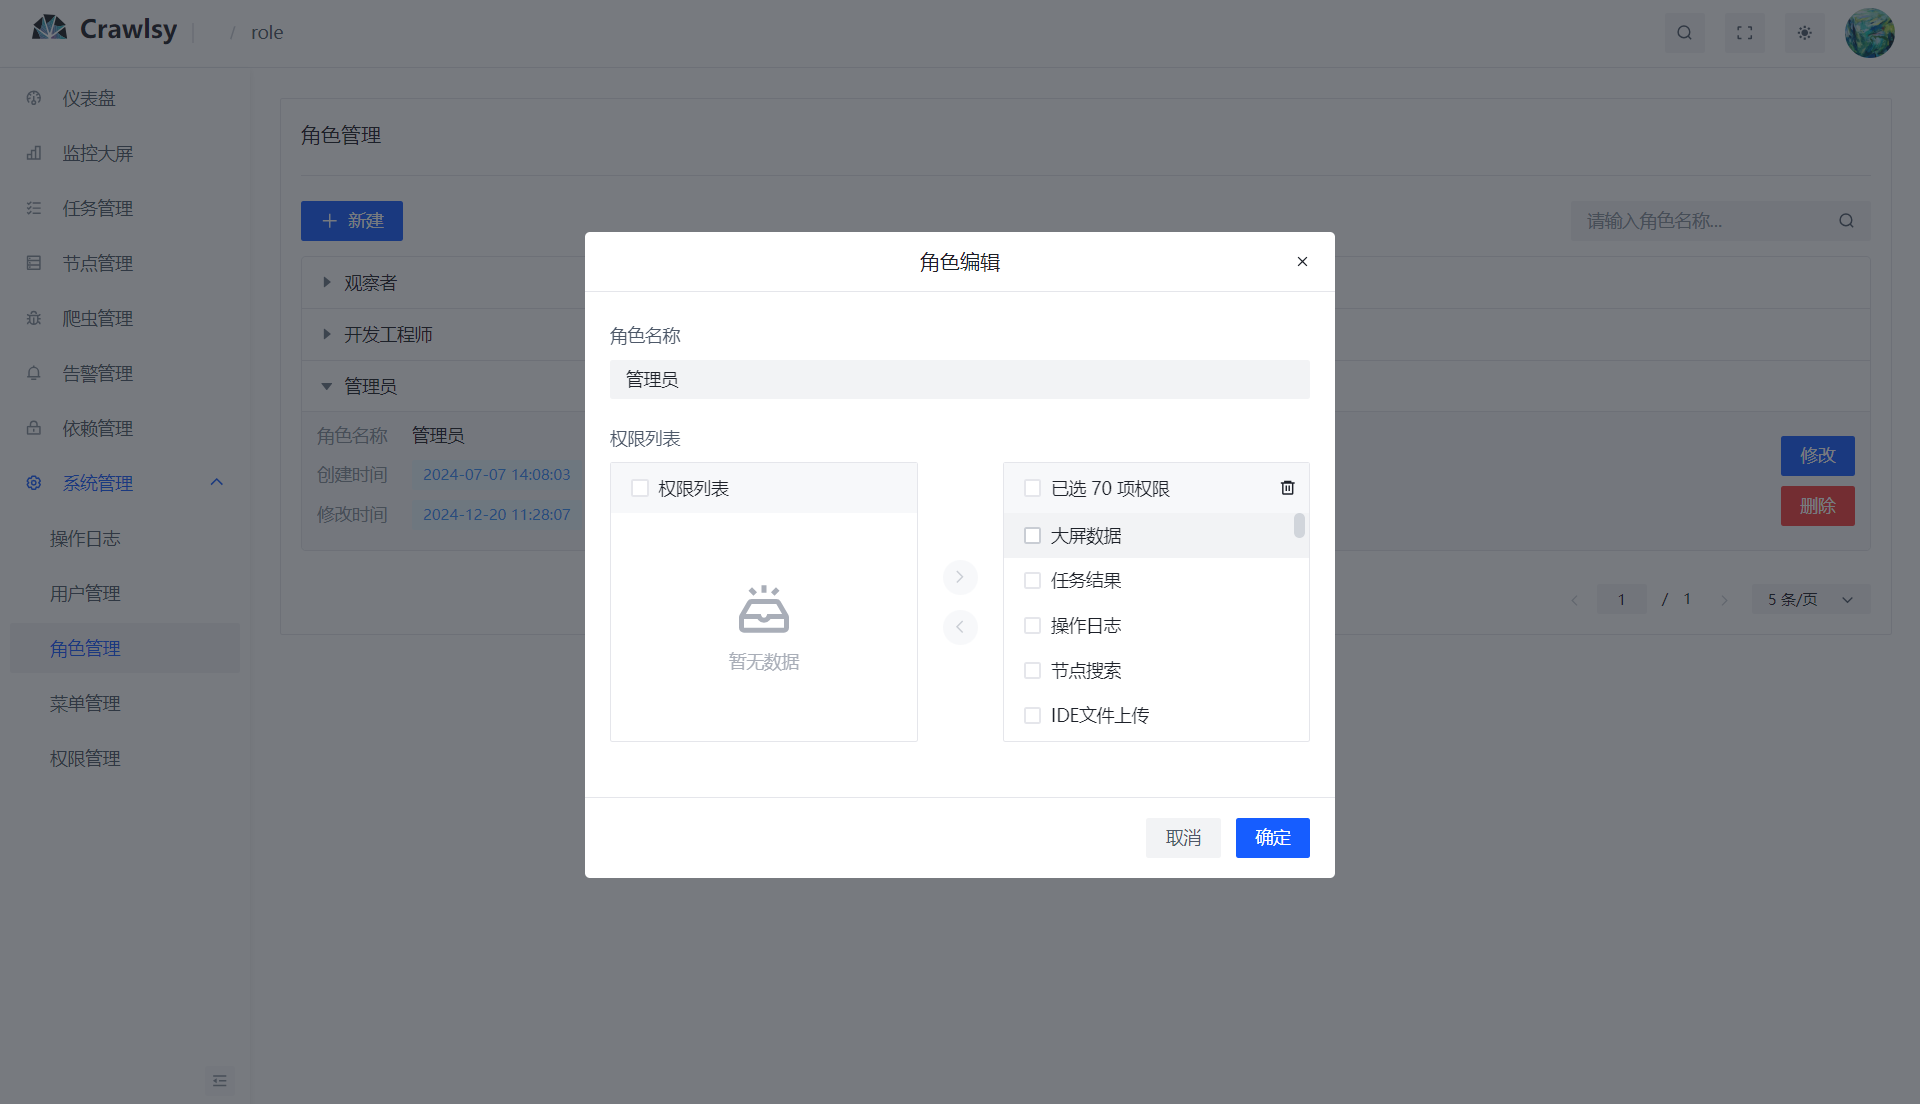 Crawlsy
/ role
仪表盘
监控大屏
任务管理
节点管理
爬虫管理
告警管理
依赖管理
系统管理
操作日志
用户管理
角色管理
菜单管理
权限管理
角色管理
新建
请输入角色名称...
观察者
开发工程师
管理员
角色名称 管理员
创建时间 2024-07-07 14:08:03
修改时间 2024-12-20 11:28:07
修改
删除
1 / 1 5 条/页
角色编辑
角色名称
管理员
权限列表
权限列表
暂无数据
已选 70 项权限
大屏数据
任务结果
操作日志
节点搜索
IDE文件上传
取消 确定